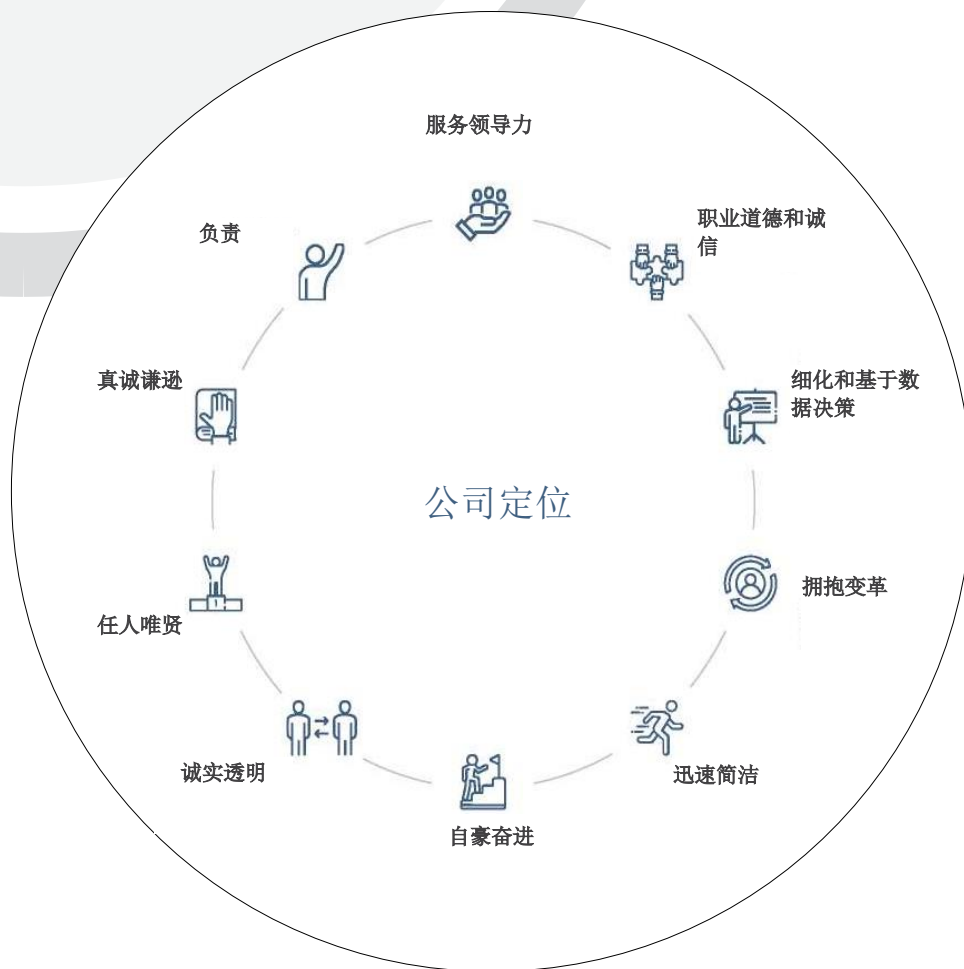 服务领导力
负责
职业道德和诚
信
真诚谦逊
细化和基于数
据决策
公司定位
拥抱变革
任人唯贤
诚实透明
迅速简洁
自豪奋进